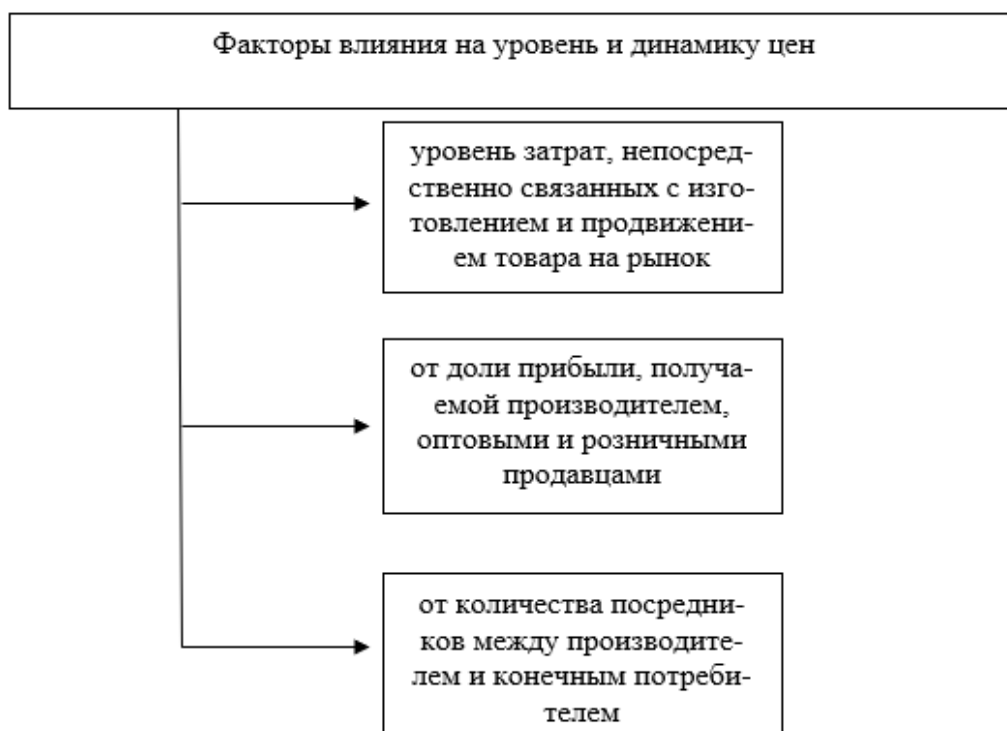 Факторы влияния на уровень и динамику цен
уровень затрат, непосред-
ственно связанных с изго-
товлением и продвижени-
ем товара на рынок
от доли прибыли, получа-
емой производителем,
оптовыми и розничными
продавцами
от количества посредни-
ков между производите-
лем и конечным потреби-
телем